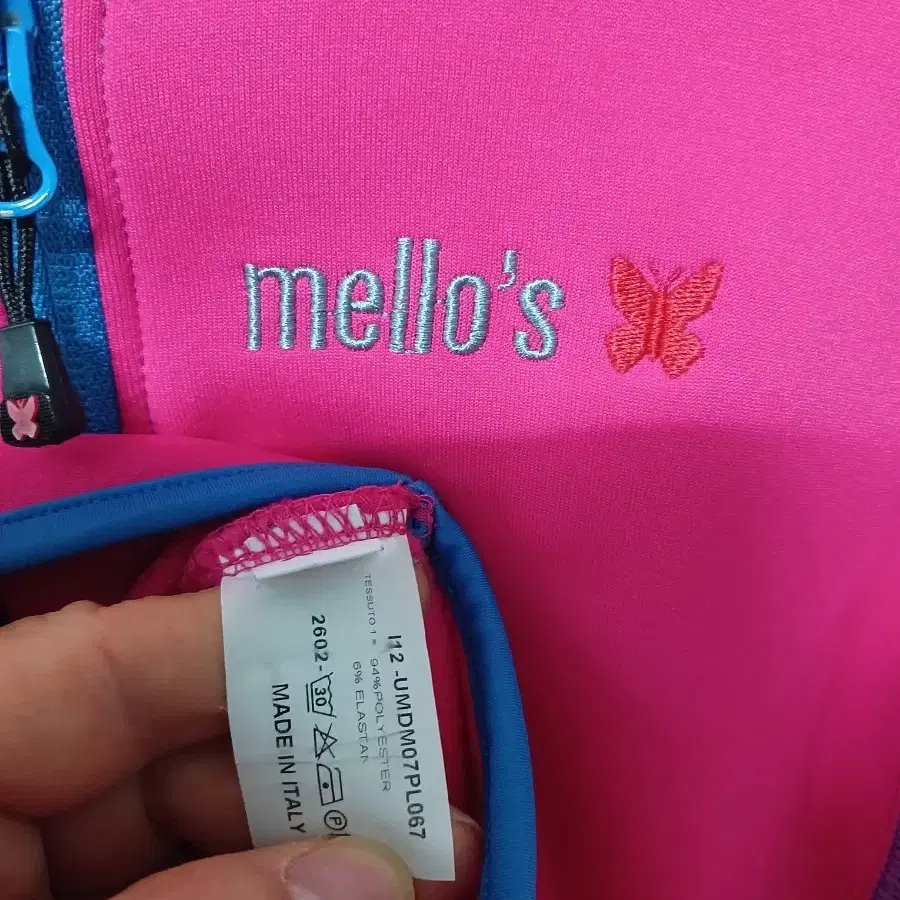 mello's
I12 -UMDM07PL067
TESSUTO 1 = 94%POLYESTER
6% ELASTAN
2602- 30
P
MADE IN ITALY